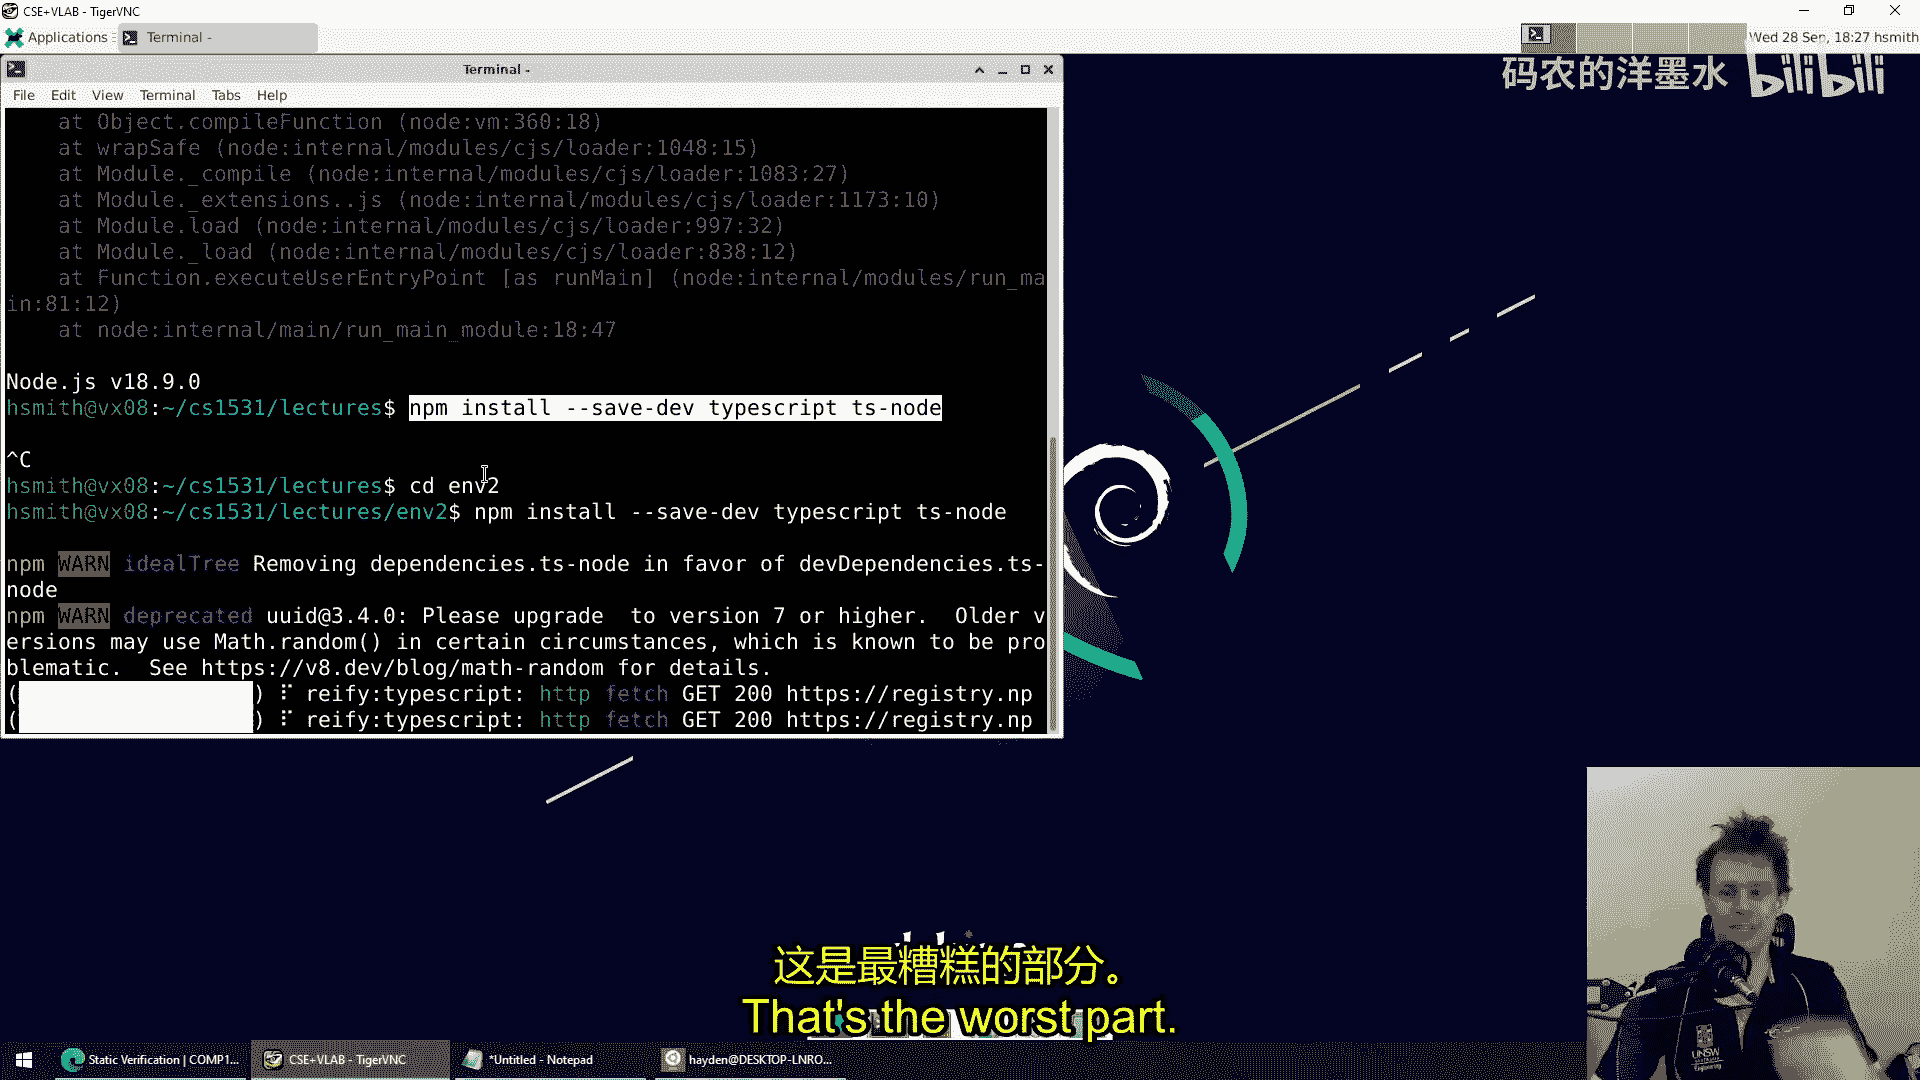 CSE+VLAB - TigerVNC
Applications
Terminal -
Wed 28 Sep, 18:27 hsmith
码农的洋墨水 bilibili
Terminal -
File Edit View Terminal Tabs Help
at Object.compileFunction (node:vm:360:18)
at wrapSafe (node:internal/modules/cjs/loader:1048:15)
at Module._compile (node:internal/modules/cjs/loader:1083:27)
at Module._extensions..js (node:internal/modules/cjs/loader:1173:10)
at Module.load (node:internal/modules/cjs/loader:997:32)
at Module._load (node:internal/modules/cjs/loader:838:12)
at Function.executeUserEntryPoint [as runMain] (node:internal/modules/run_ma
in:81:12)
at node:internal/main/run_main_module:18:47
Node.js v18.9.0
hsmith@vx08:~/cs1531/lectures$ npm install --save-dev typescript ts-node
^C
hsmith@vx08:~/cs1531/lectures$ cd env2
hsmith@vx08:~/cs1531/lectures/env2$ npm install --save-dev typescript ts-node
npm WARN idealTree Removing dependencies.ts-node in favor of devDependencies.ts-
node
npm WARN deprecated uuid@3.4.0: Please upgrade  to version 7 or higher.  Older v
ersions may use Math.random() in certain circumstances, which is known to be pro
blematic.  See https://v8.dev/blog/math-random for details.
( ) ⠏ reify:typescript: http fetch GET 200 https://registry.np
( ) ⠏ reify:typescript: http fetch GET 200 https://registry.np
这是最糟糕的部分。
That's the worst part.
UNSW
Static Verification | COMP1...
CSE+VLAB - TigerVNC
*Untitled - Notepad
hayden@DESKTOP-LNRO...